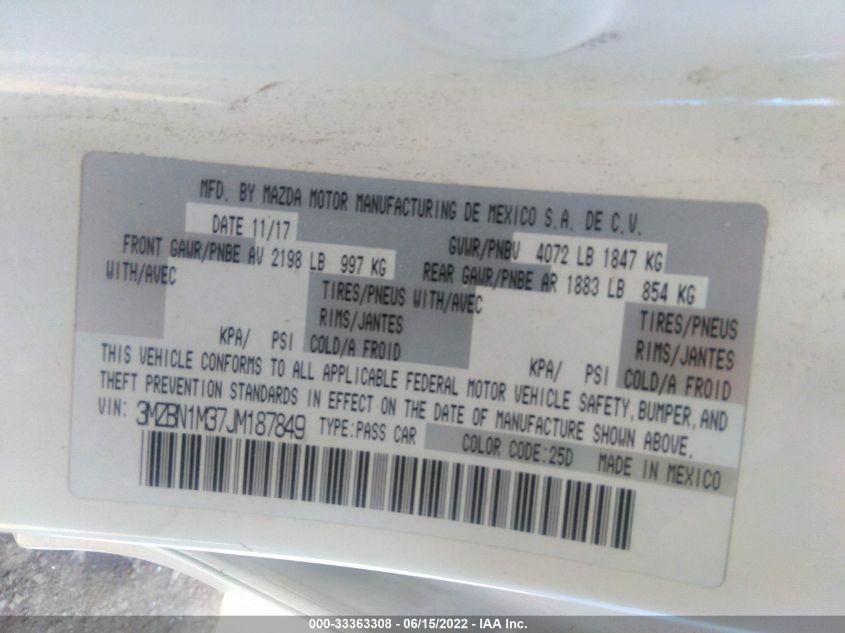 MFD. BY MAZDA MOTOR MANUFACTURING DE MEXICO S.A. DE C.V.
DATE 11/17
GVWR/PNBV 4072 LB 1847 KG
FRONT GAWR/PNBE AV 2198 LB 997 KG
REAR GAWR/PNBE AR 1883 LB 854 KG
WITH/AVEC
TIRES/PNEUS WITH/AVEC
TIRES/PNEUS
RIMS/JANTES
RIMS/JANTES
KPA/ PSI COLD/A FROID
KPA/ PSI COLD/A FROID
THIS VEHICLE CONFORMS TO ALL APPLICABLE FEDERAL MOTOR VEHICLE SAFETY, BUMPER, AND
THEFT PREVENTION STANDARDS IN EFFECT ON THE DATE OF MANUFACTURE SHOWN ABOVE.
VIN: 3MZBN1M37JM187849 TYPE:PASS CAR COLOR CODE:25D MADE IN MEXICO
000-33363308 - 06/15/2022 - IAA Inc.